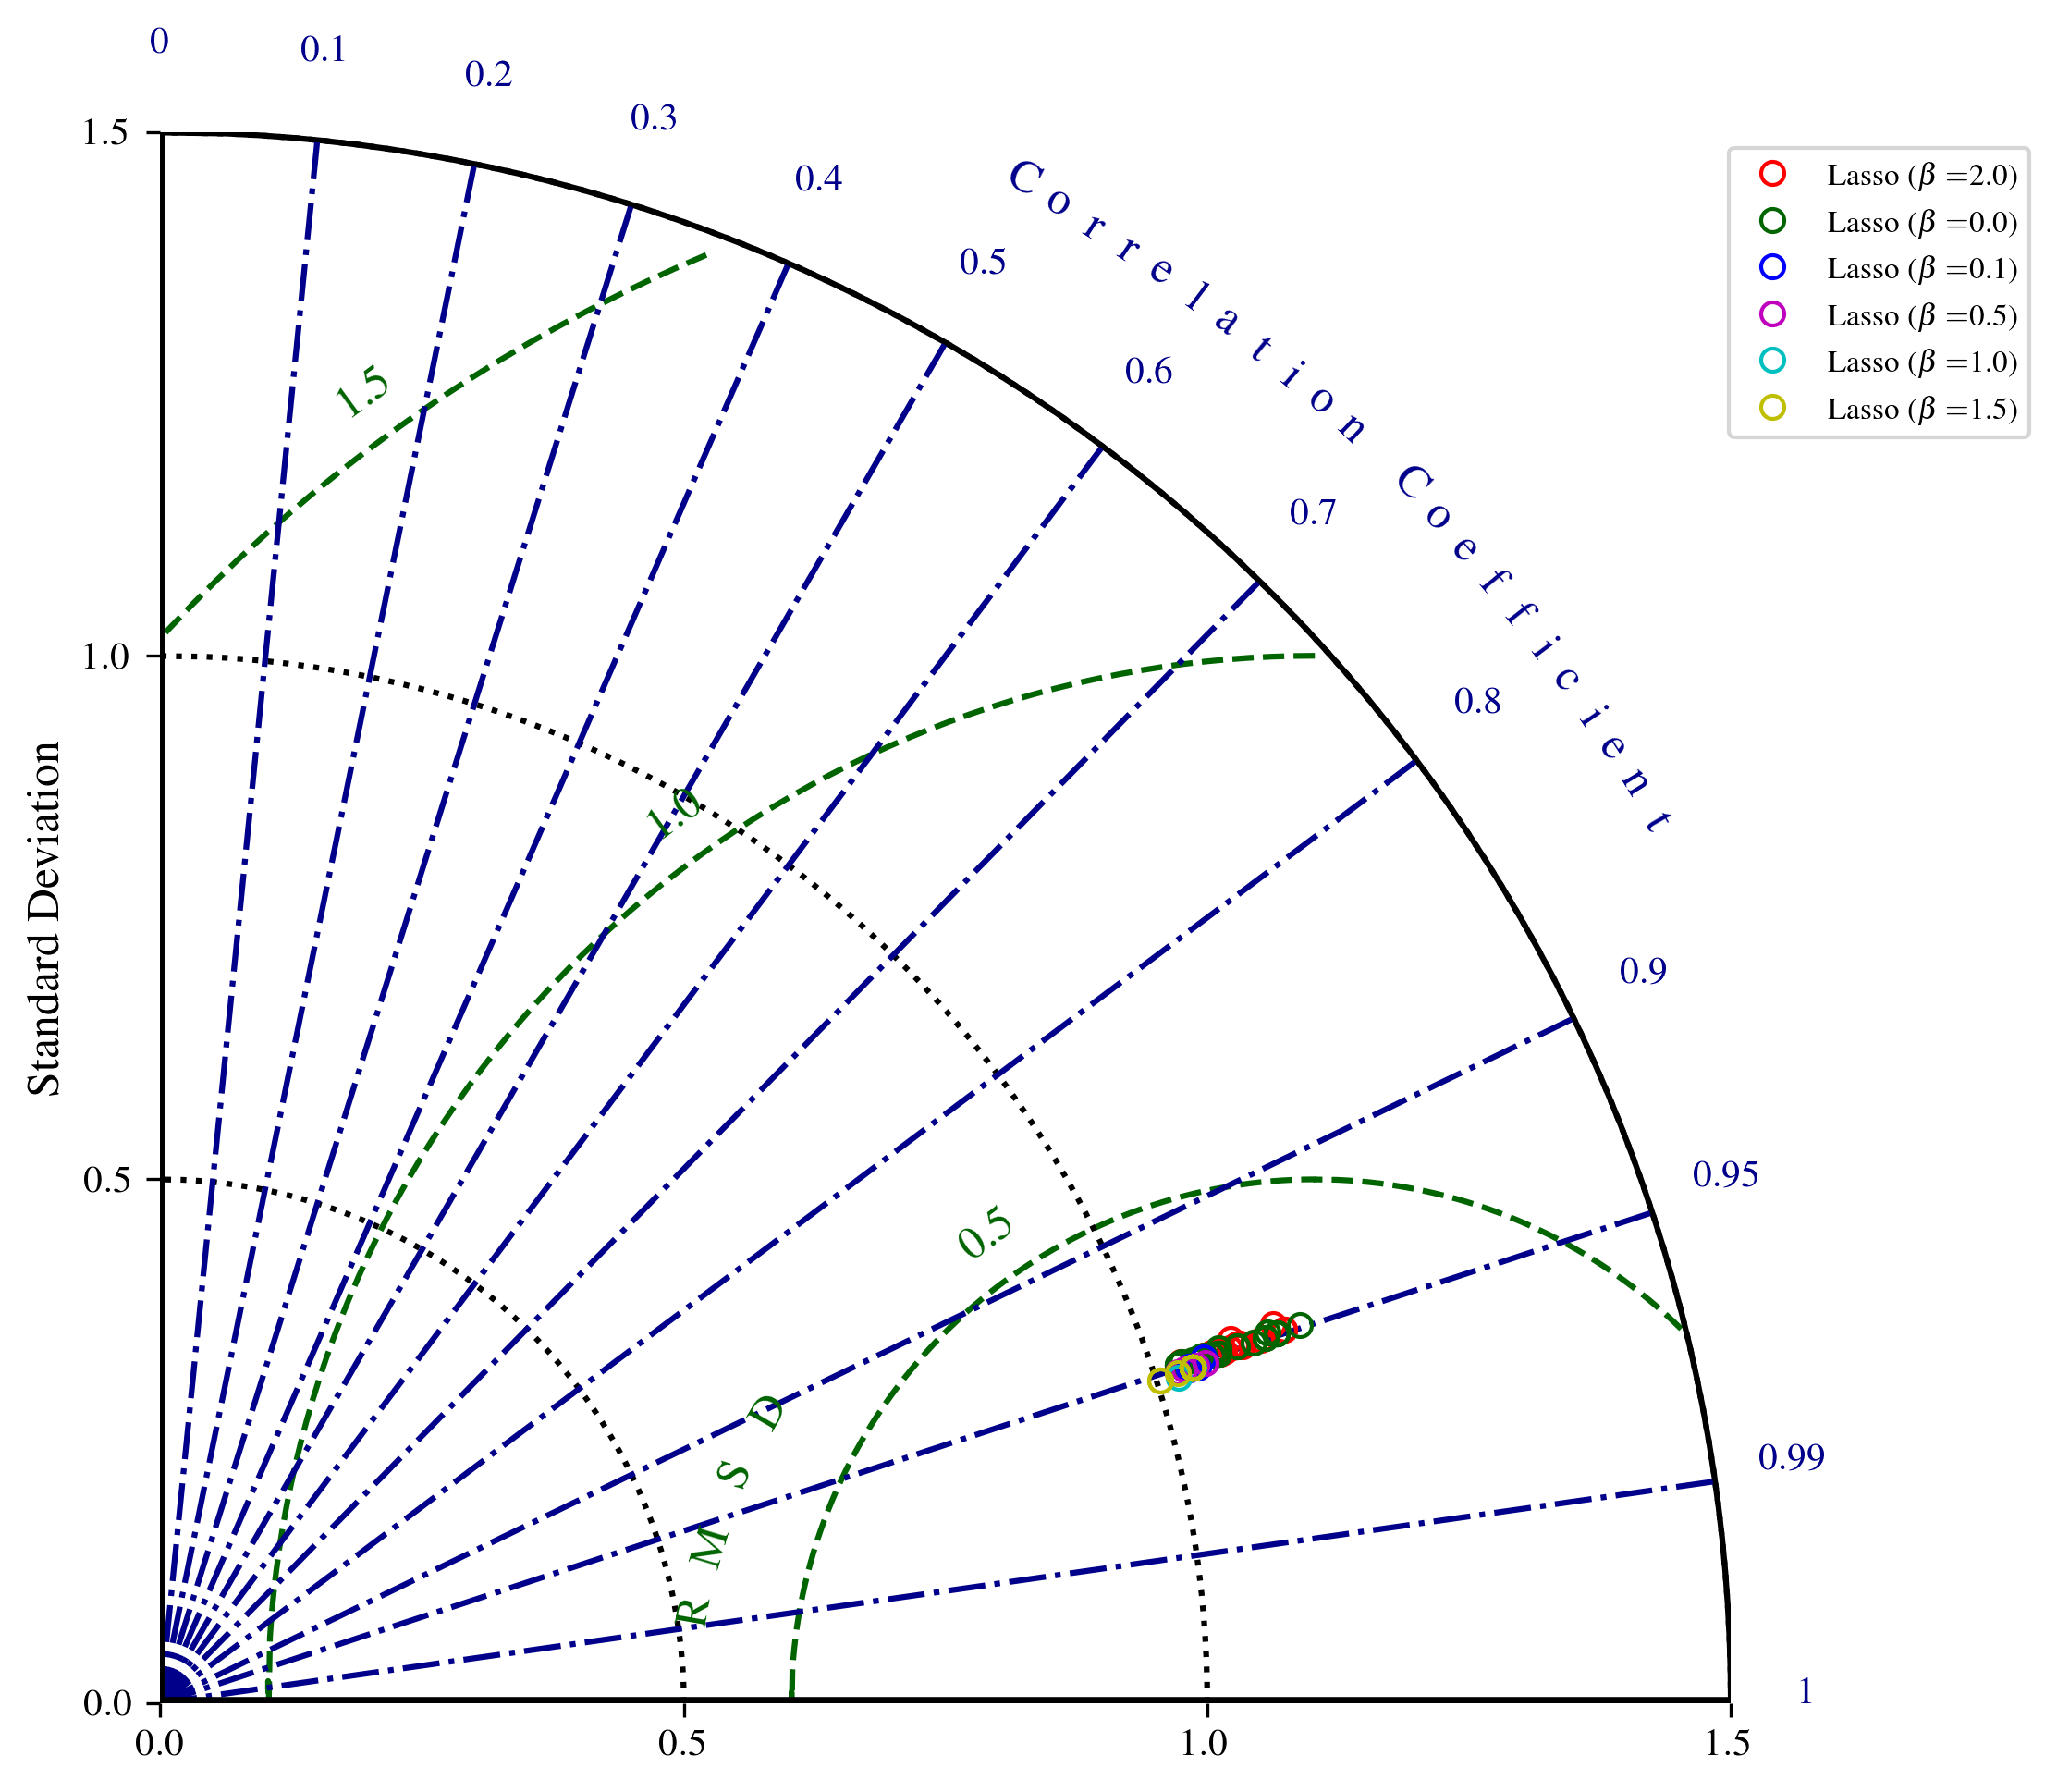 0
0.1
0.2
0.3
0.4
0.5
0.6
0.7
0.8
0.9
0.95
0.99
1
Correlation Coefficient
Lasso (β =2.0)
Lasso (β =0.0)
Lasso (β =0.1)
Lasso (β =0.5)
Lasso (β =1.0)
Lasso (β =1.5)
1.5
1.0
0.5
0.0
Standard Deviation
1.5
1.0
0.5
RMSD
0.0
0.5
1.0
1.5